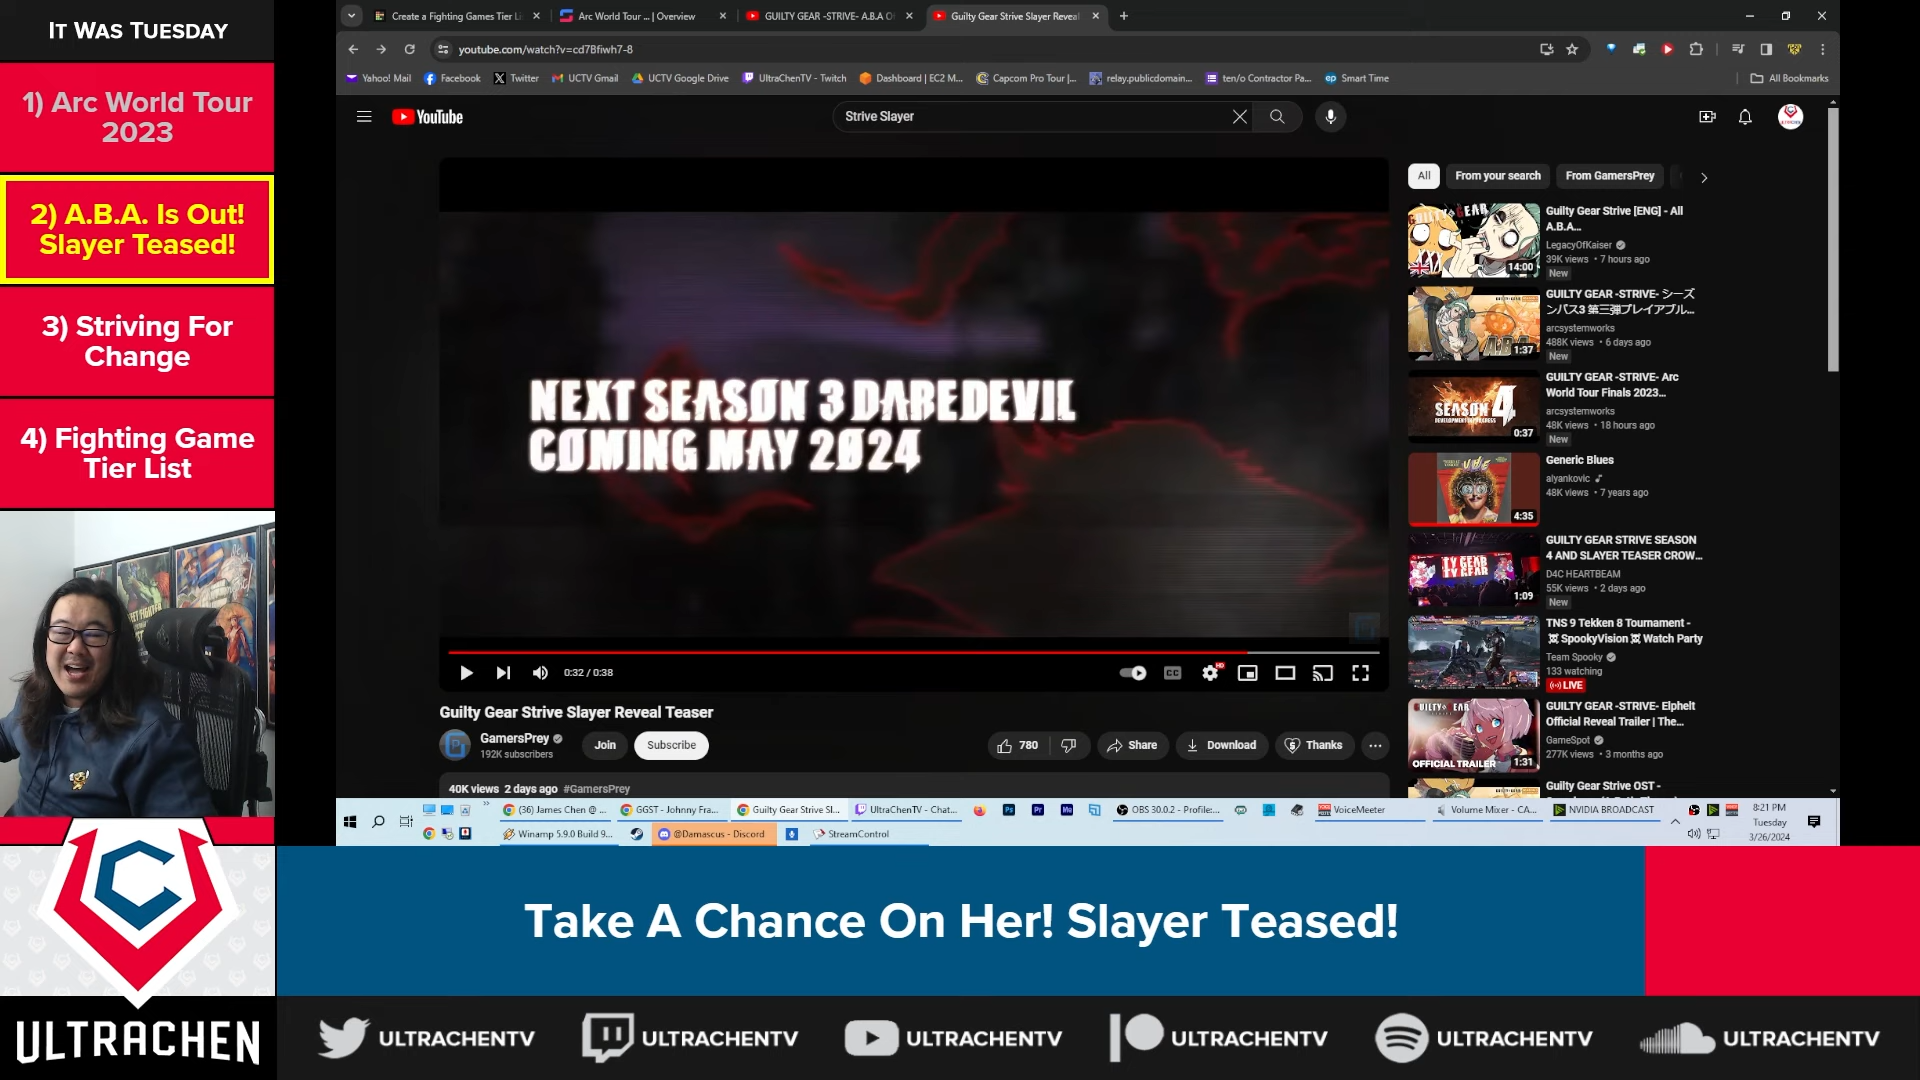 IT WAS TUESDAY
1) Arc World Tour
2023
2) A.B.A. Is Out!
Slayer Teased!
3) Striving For
Change
4) Fighting Game
Tier List
Create a Fighting Games Tier Li
Arc World Tour ... | Overview
GUILTY GEAR -STRIVE- A.B.A O
Guilty Gear Strive Slayer Reveal
youtube.com/watch?v=cd7Bfiwh7-8
Yahoo! Mail
Facebook
Twitter
UCTV Gmail
UCTV Google Drive
UltraChenTV - Twitch
Dashboard | EC2 M...
Capcom Pro Tour |...
relay.publicdomain...
ten/o Contractor Pa...
Smart Time
All Bookmarks
YouTube
Strive Slayer
NEXT SEASON 3 DAREDEVIL
COMING MAY 2024
0:32 / 0:38
CC
HD
Guilty Gear Strive Slayer Reveal Teaser
GamersPrey
192K subscribers
Join
Subscribe
780
Share
Download
Thanks
40K views 2 days ago #GamersPrey
All
From your search
From GamersPrey
Guilty Gear Strive [ENG] - All
A.B.A...
LegacyOfKaiser
39K views • 7 hours ago
New
14:00
GUILTY GEAR -STRIVE- シーズ
ンパス3 第三弾プレイアブル...
arcsystemworks
488K views • 6 days ago
New
1:37
GUILTY GEAR -STRIVE- Arc
World Tour Finals 2023...
arcsystemworks
48K views • 18 hours ago
New
SEASON 4
0:37
Generic Blues
alyankovic
48K views • 7 years ago
4:35
GUILTY GEAR STRIVE SEASON
4 AND SLAYER TEASER CROW...
D4C HEARTBEAM
55K views • 2 days ago
New
1:09
TNS 9 Tekken 8 Tournament -
☠ SpookyVision ☠ Watch Party
Team Spooky
133 watching
LIVE
GUILTY GEAR -STRIVE- Elphelt
Official Reveal Trailer | The...
GameSpot
277K views • 3 months ago
OFFICIAL TRAILER
1:31
Guilty Gear Strive OST -
(36) James Chen @ ...
GGST - Johnny Fra...
Guilty Gear Strive Sl...
UltraChenTV - Chat...
OBS 30.0.2 - Profile:...
VoiceMeeter
Volume Mixer - CA...
NVIDIA BROADCAST
Winamp 5.9.0 Build 9...
@Damascus - Discord
StreamControl
8:21 PM
Tuesday
3/26/2024
Take A Chance On Her! Slayer Teased!
ULTRACHEN
ULTRACHENTV
ULTRACHENTV
ULTRACHENTV
ULTRACHENTV
ULTRACHENTV
ULTRACHENTV